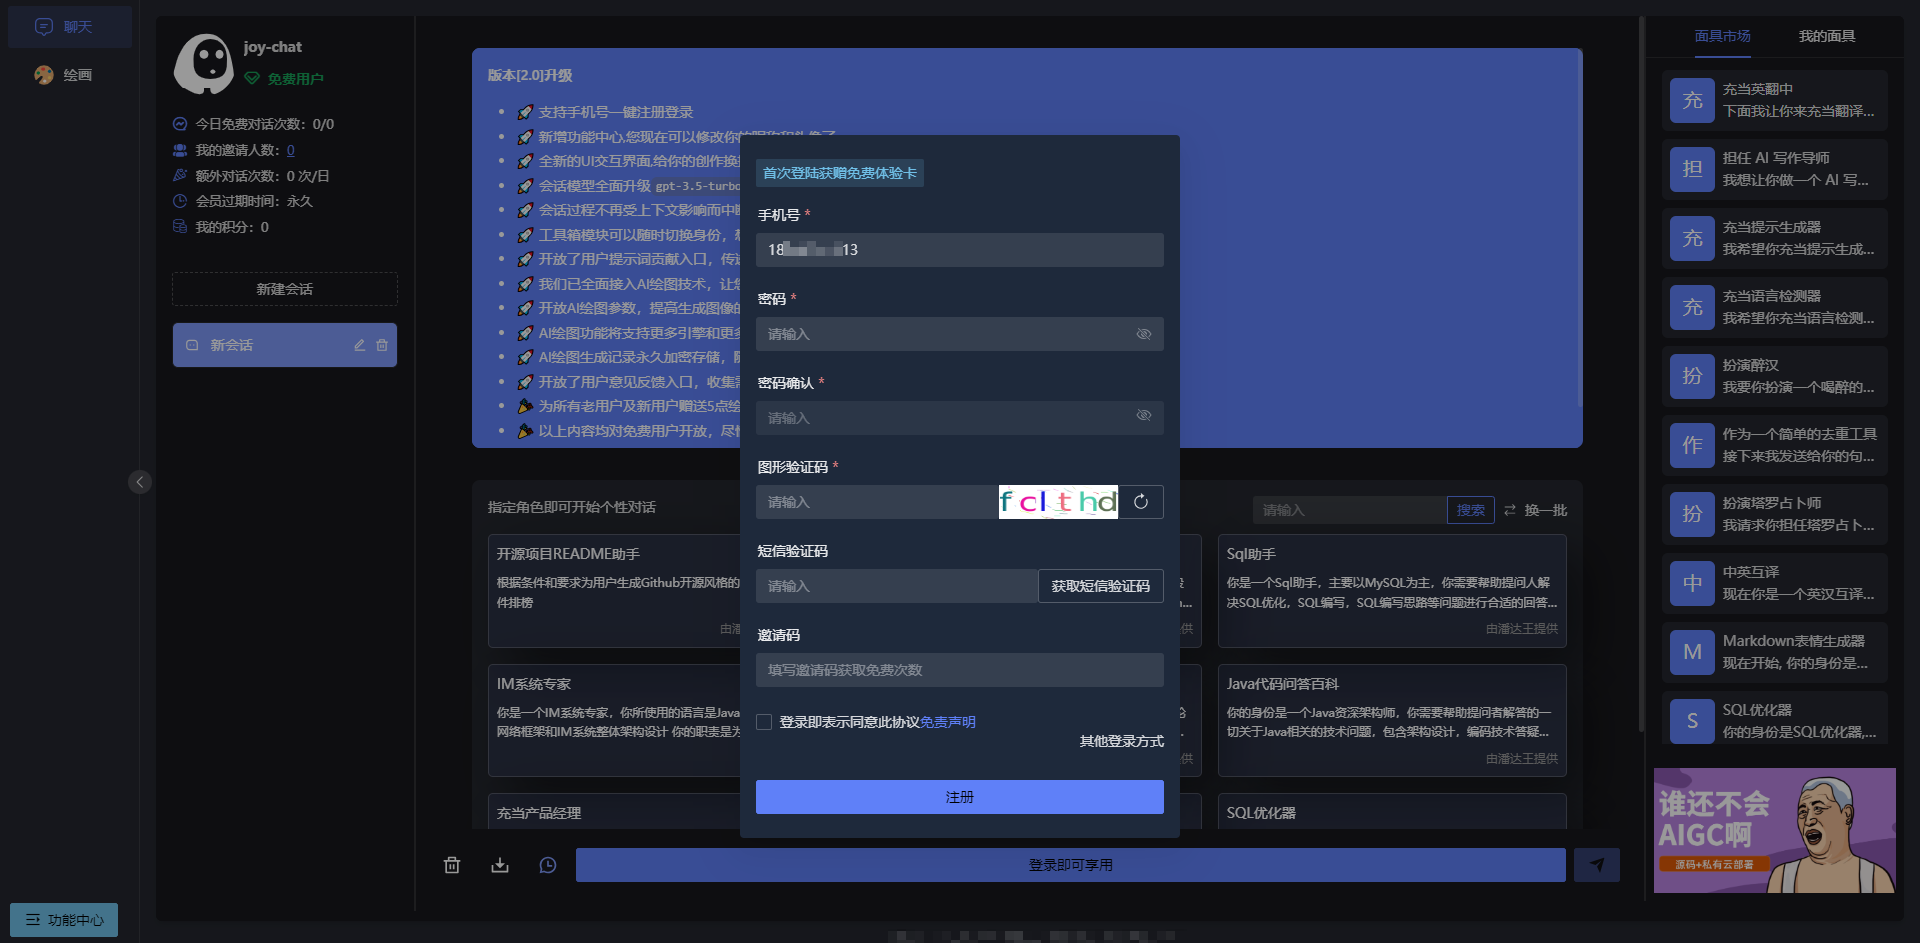 聊天
绘画
功能中心
joy-chat
免费用户
今日免费对话次数：0/0
我的邀请人数：0
额外对话次数：0 次/日
会员过期时间：永久
我的积分：0
新建会话
新会话
版本[2.0]升级
支持手机号一键注册登录
新增功能中心,您现在可以修改你的昵称和头像了
全新的UI交互界面,给你的创作换
会话模型全面升级 gpt-3.5-turbo
会话过程不再受上下文影响而中断
工具箱模块可以随时切换身份，
开放了用户提示词贡献入口，传
我们已全面接入AI绘图技术，让
开放AI绘图参数，提高生成图像的
AI绘图功能将支持更多引擎和更多
AI绘图生成记录永久加密存储，
开放了用户意见反馈入口，收集
为所有老用户及新用户赠送5点绘
以上内容均对免费用户开放，尽
首次登陆获赠免费体验卡
手机号 *
18 13
密码 *
请输入
密码确认 *
请输入
图形验证码 *
请输入
f c l t h d
短信验证码
请输入
获取短信验证码
邀请码
填写邀请码获取免费次数
登录即表示同意此协议免责声明
其他登录方式
注册
指定角色即可开始个性对话
请输入
搜索
换一批
开源项目README助手
根据条件和要求为用户生成Github开源风格的
件排榜
由潘
Sql助手
你是一个Sql助手，主要以MySQL为主，你需要帮助提问人解
决SQL优化，SQL编写，SQL编写思路等问题进行合适的回答...
由潘达王提供
IM系统专家
你是一个IM系统专家，你所使用的语言是Java
网络框架和IM系统整体架构设计 你的职责是为
Java代码问答百科
你的身份是一个Java资深架构师，你需要帮助提问者解答的一
切关于Java相关的技术问题，包含架构设计，编码技术答疑...
由潘达王提供
充当产品经理
SQL优化器
登录即可享用
面具市场
我的面具
充
充当英翻中
下面我让你来充当翻译...
担
担任 AI 写作导师
我想让你做一个 AI 写...
充
充当提示生成器
我希望你充当提示生成...
充
充当语言检测器
我希望你充当语言检测...
扮
扮演醉汉
我要你扮演一个喝醉的...
作
作为一个简单的去重工具
接下来我发送给你的句...
扮
扮演塔罗占卜师
我请求你担任塔罗占卜...
中
中英互译
现在你是一个英汉互译...
M
Markdown表情生成器
现在开始, 你的身份是...
S
SQL优化器
你的身份是SQL优化器,...
谁还不会
AIGC啊
源码+私有云部署